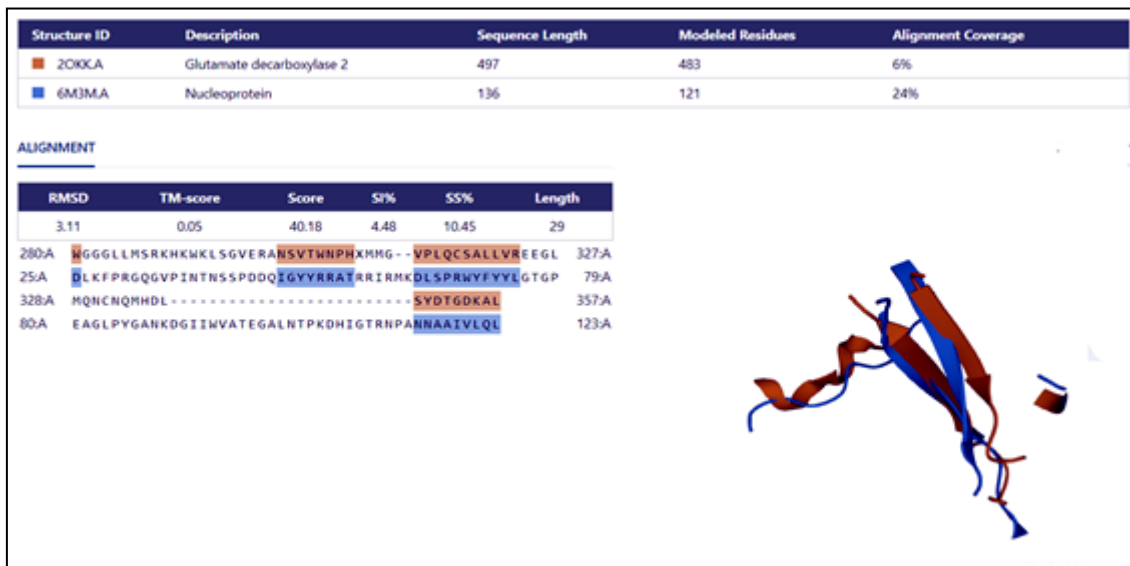 Structure ID Description Sequence Length Modeled Residues Alignment Coverage
2OKK.A Glutamate decarboxylase 2 497 483 6%
6M3M.A Nucleoprotein 136 121 24%
ALIGNMENT
RMSD TM-score Score SI% SS% Length
3.11 0.05 40.18 4.48 10.45 29
280:A WGGGLLMSRKHKWKLSGVERANSVTWNPHXMMG--VPLQCSALLVREEGL 327:A
25:A DLKFPRGQGVPINTNSSPDDQIGYYRRATRRIRMKDLSPRWYFYYLGTGP 79:A
328:A MQNCNQMHDL---------------------SYDTGDKAL 357:A
80:A EAGLPYGANKDGIIWVATEGALNTPKDHIGTRNPANNAAIVLQL 123:A